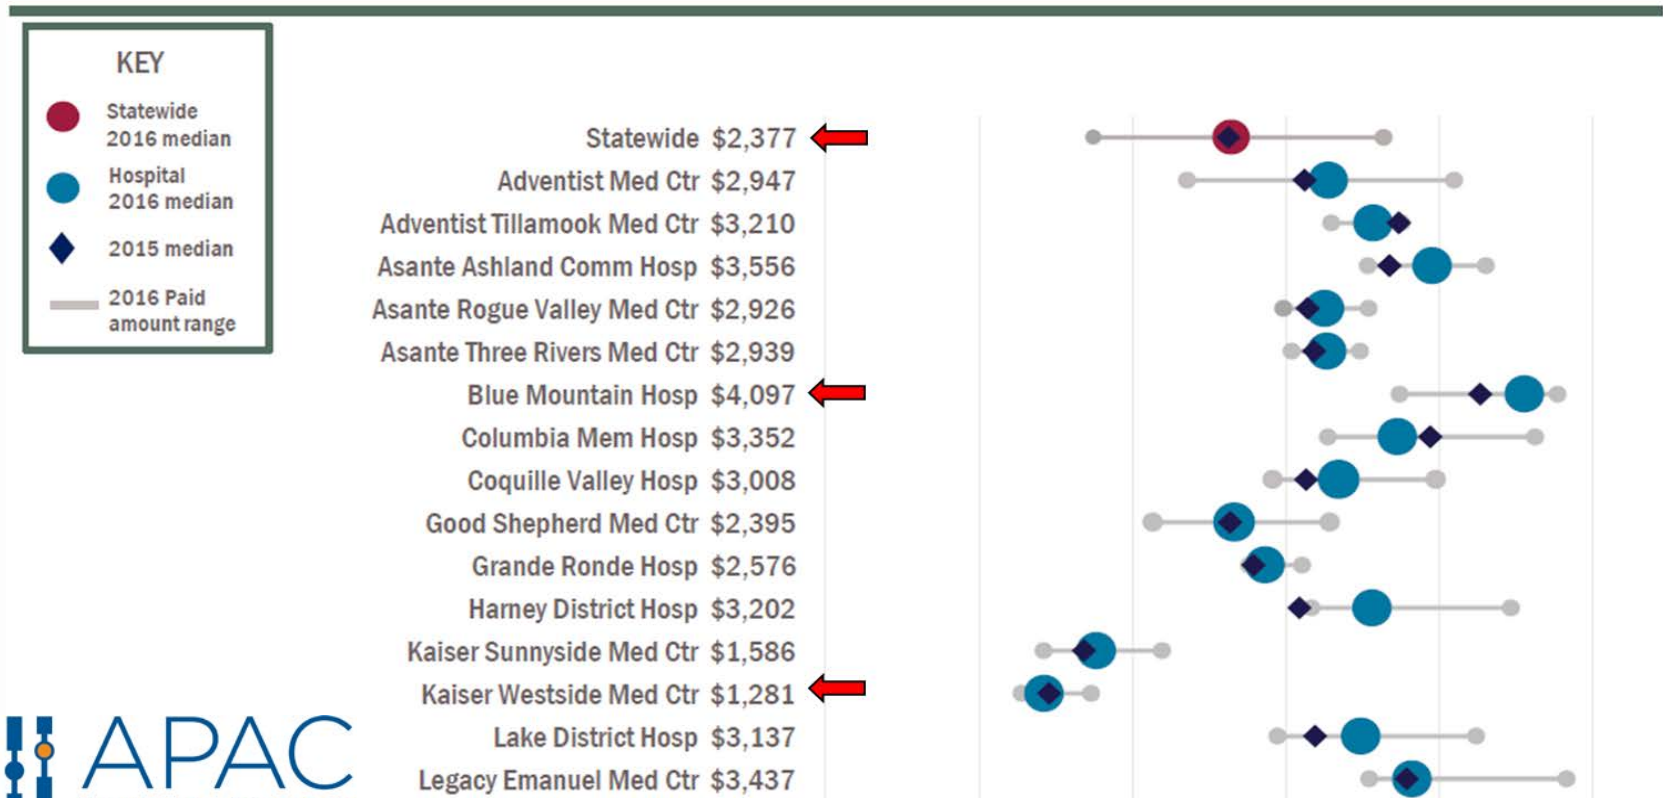 KEY
Statewide
2016 median
Hospital
2016 median
2015 median
2016 Paid
amount range
Statewide $2,377
Adventist Med Ctr $2,947
Adventist Tillamook Med Ctr $3,210
Asante Ashland Comm Hosp $3,556
Asante Rogue Valley Med Ctr $2,926
Asante Three Rivers Med Ctr $2,939
Blue Mountain Hosp $4,097
Columbia Mem Hosp $3,352
Coquille Valley Hosp $3,008
Good Shepherd Med Ctr $2,395
Grande Ronde Hosp $2,576
Harney District Hosp $3,202
Kaiser Sunnyside Med Ctr $1,586
Kaiser Westside Med Ctr $1,281
Lake District Hosp $3,137
Legacy Emanuel Med Ctr $3,437
APAC